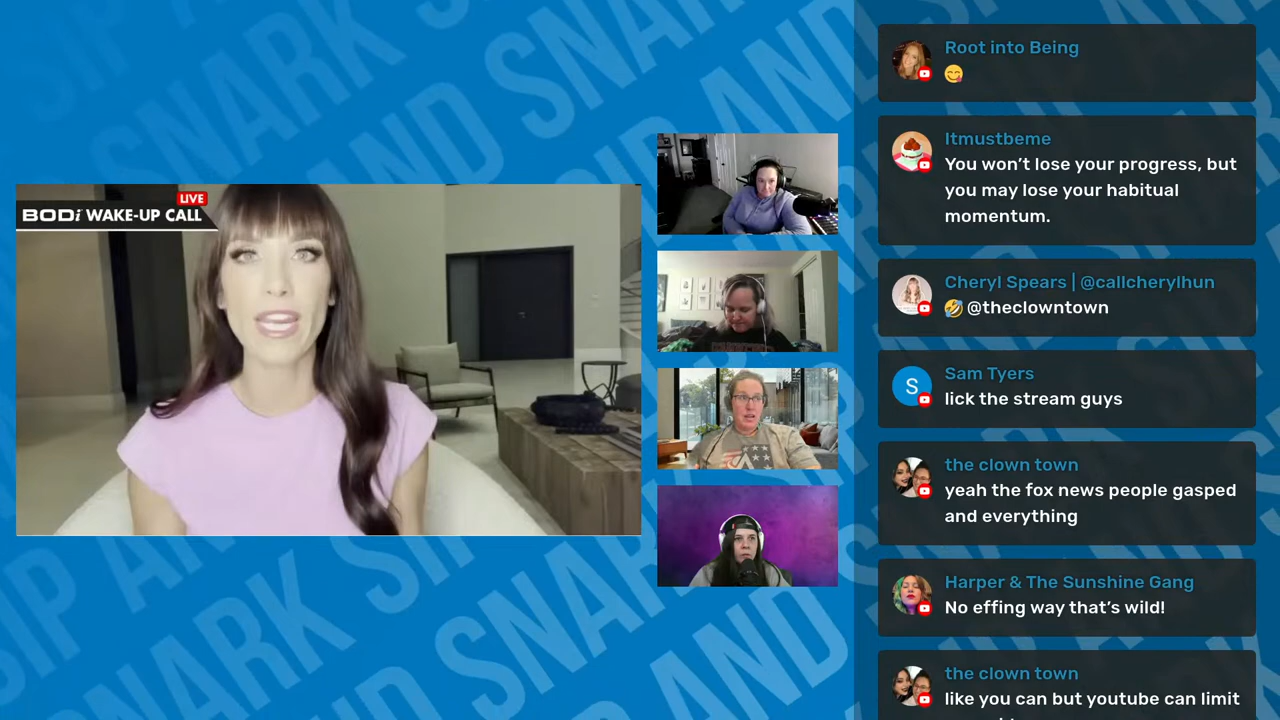 SIP AND SNARK
LIVE
BODi WAKE-UP CALL
Root into Being
😋
Itmustbeme
You won’t lose your progress, but
you may lose your habitual
momentum.
Cheryl Spears | @callcherylhun
🤣 @theclowntown
S
Sam Tyers
lick the stream guys
the clown town
yeah the fox news people gasped
and everything
Harper & The Sunshine Gang
No effing way that’s wild!
the clown town
like you can but youtube can limit